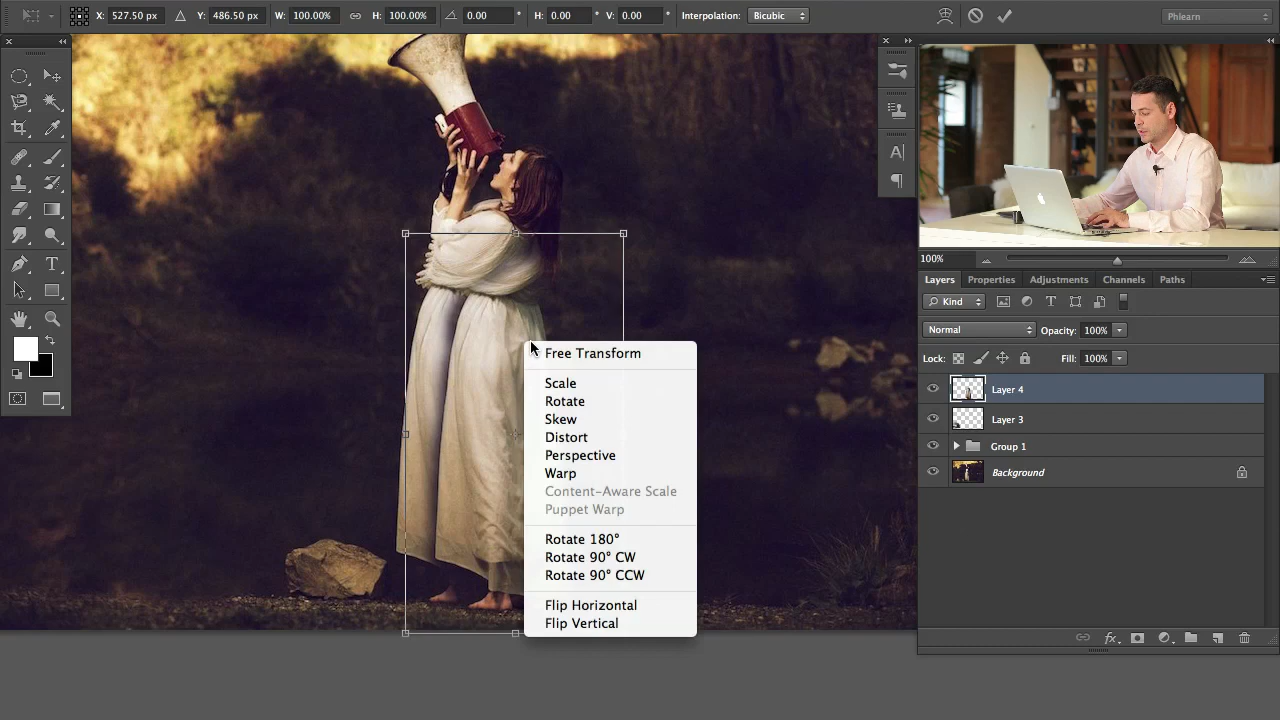 X: 527.50 px Y: 486.50 px W: 100.00% H: 100.00% 0.00 ° H: 0.00 ° V: 0.00 ° Interpolation: Bicubic Phlearn
A|
T
100%
Layers Properties Adjustments Channels Paths
Kind T
Normal Opacity: 100%
Lock: Fill: 100%
Layer 4
Layer 3
Group 1
Background
fx
Free Transform
Scale
Rotate
Skew
Distort
Perspective
Warp
Content-Aware Scale
Puppet Warp
Rotate 180°
Rotate 90° CW
Rotate 90° CCW
Flip Horizontal
Flip Vertical